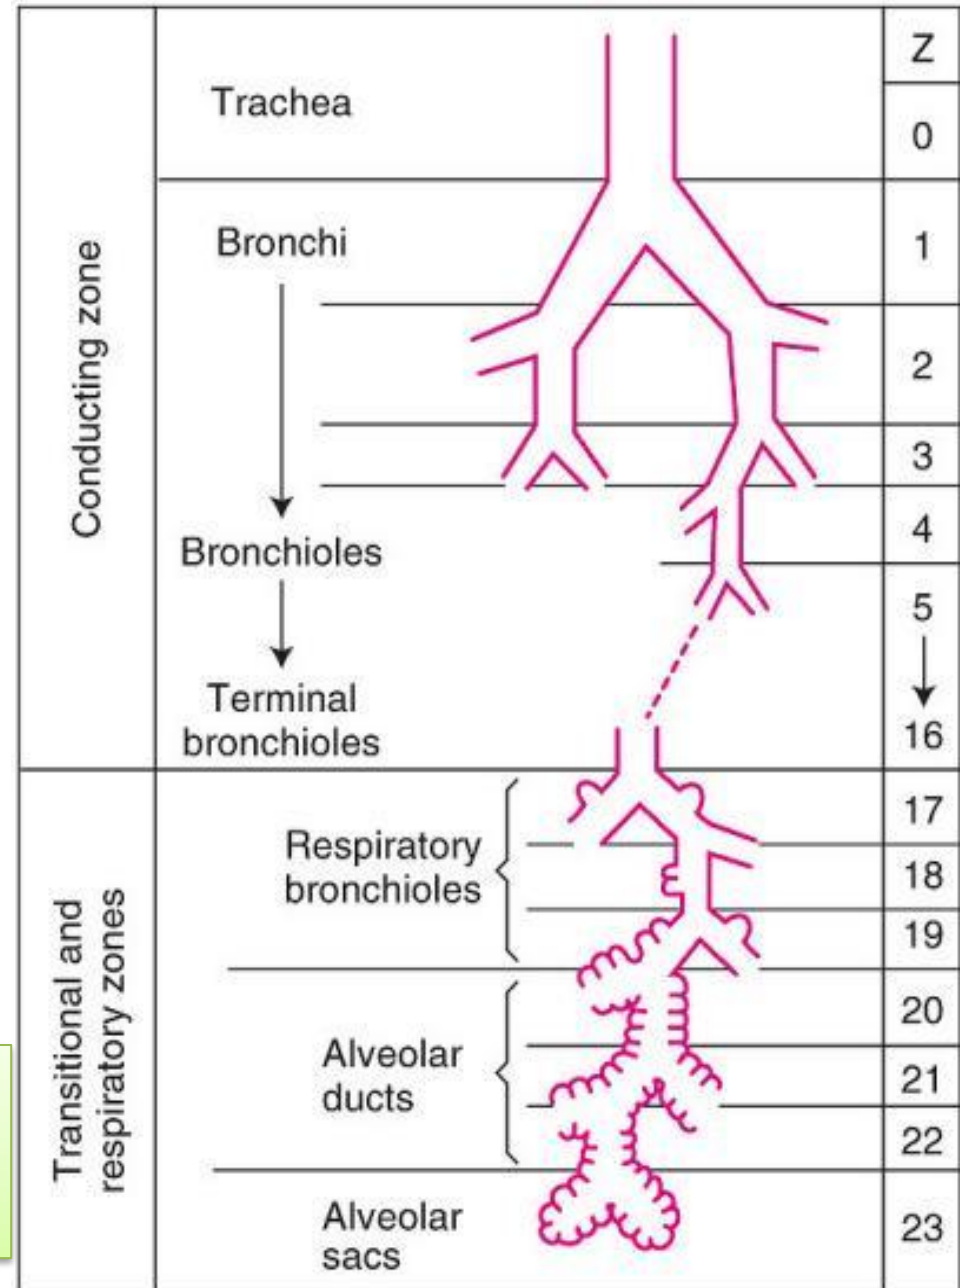 Z
Trachea
0
Conducting zone
Bronchi
1
2
3
Bronchioles
4
5
Terminal
bronchioles
16
Transitional and
respiratory zones
Respiratory
bronchioles
17
18
19
Alveolar
ducts
20
21
22
Alveolar
sacs
23